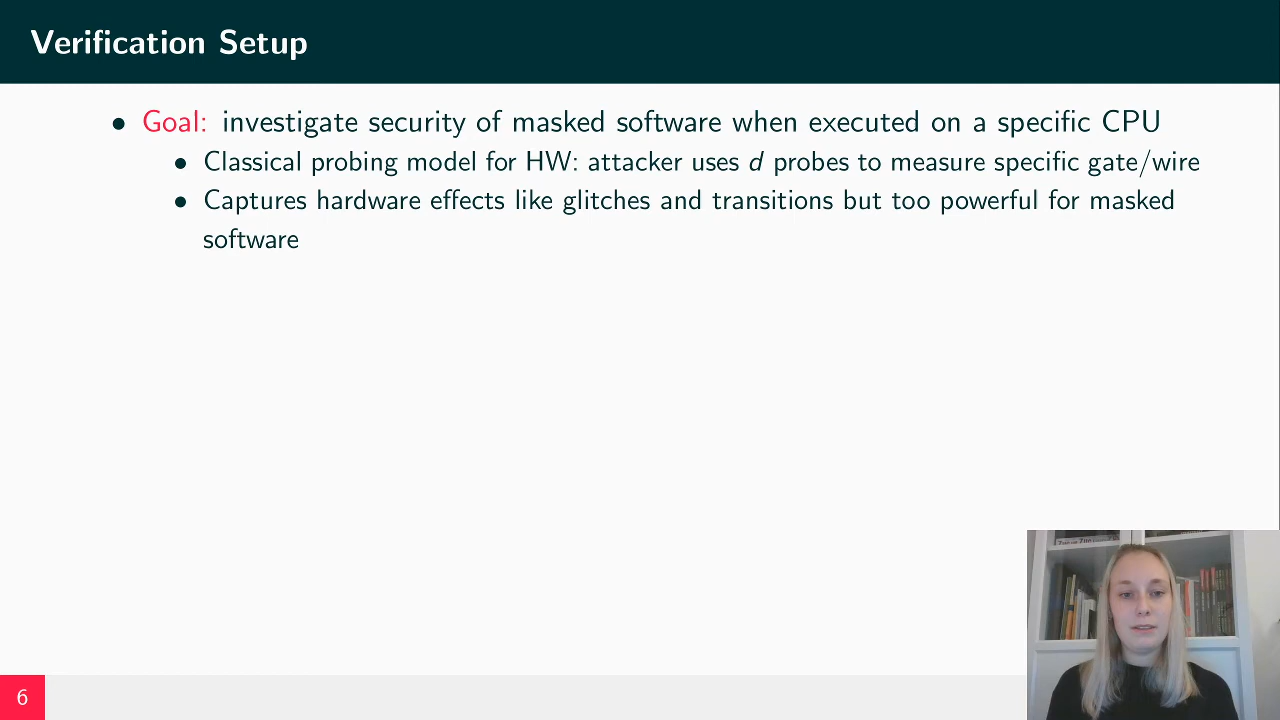 Verification Setup
• Goal: investigate security of masked software when executed on a specific CPU
• Classical probing model for HW: attacker uses d probes to measure specific gate/wire
• Captures hardware effects like glitches and transitions but too powerful for masked
software
6